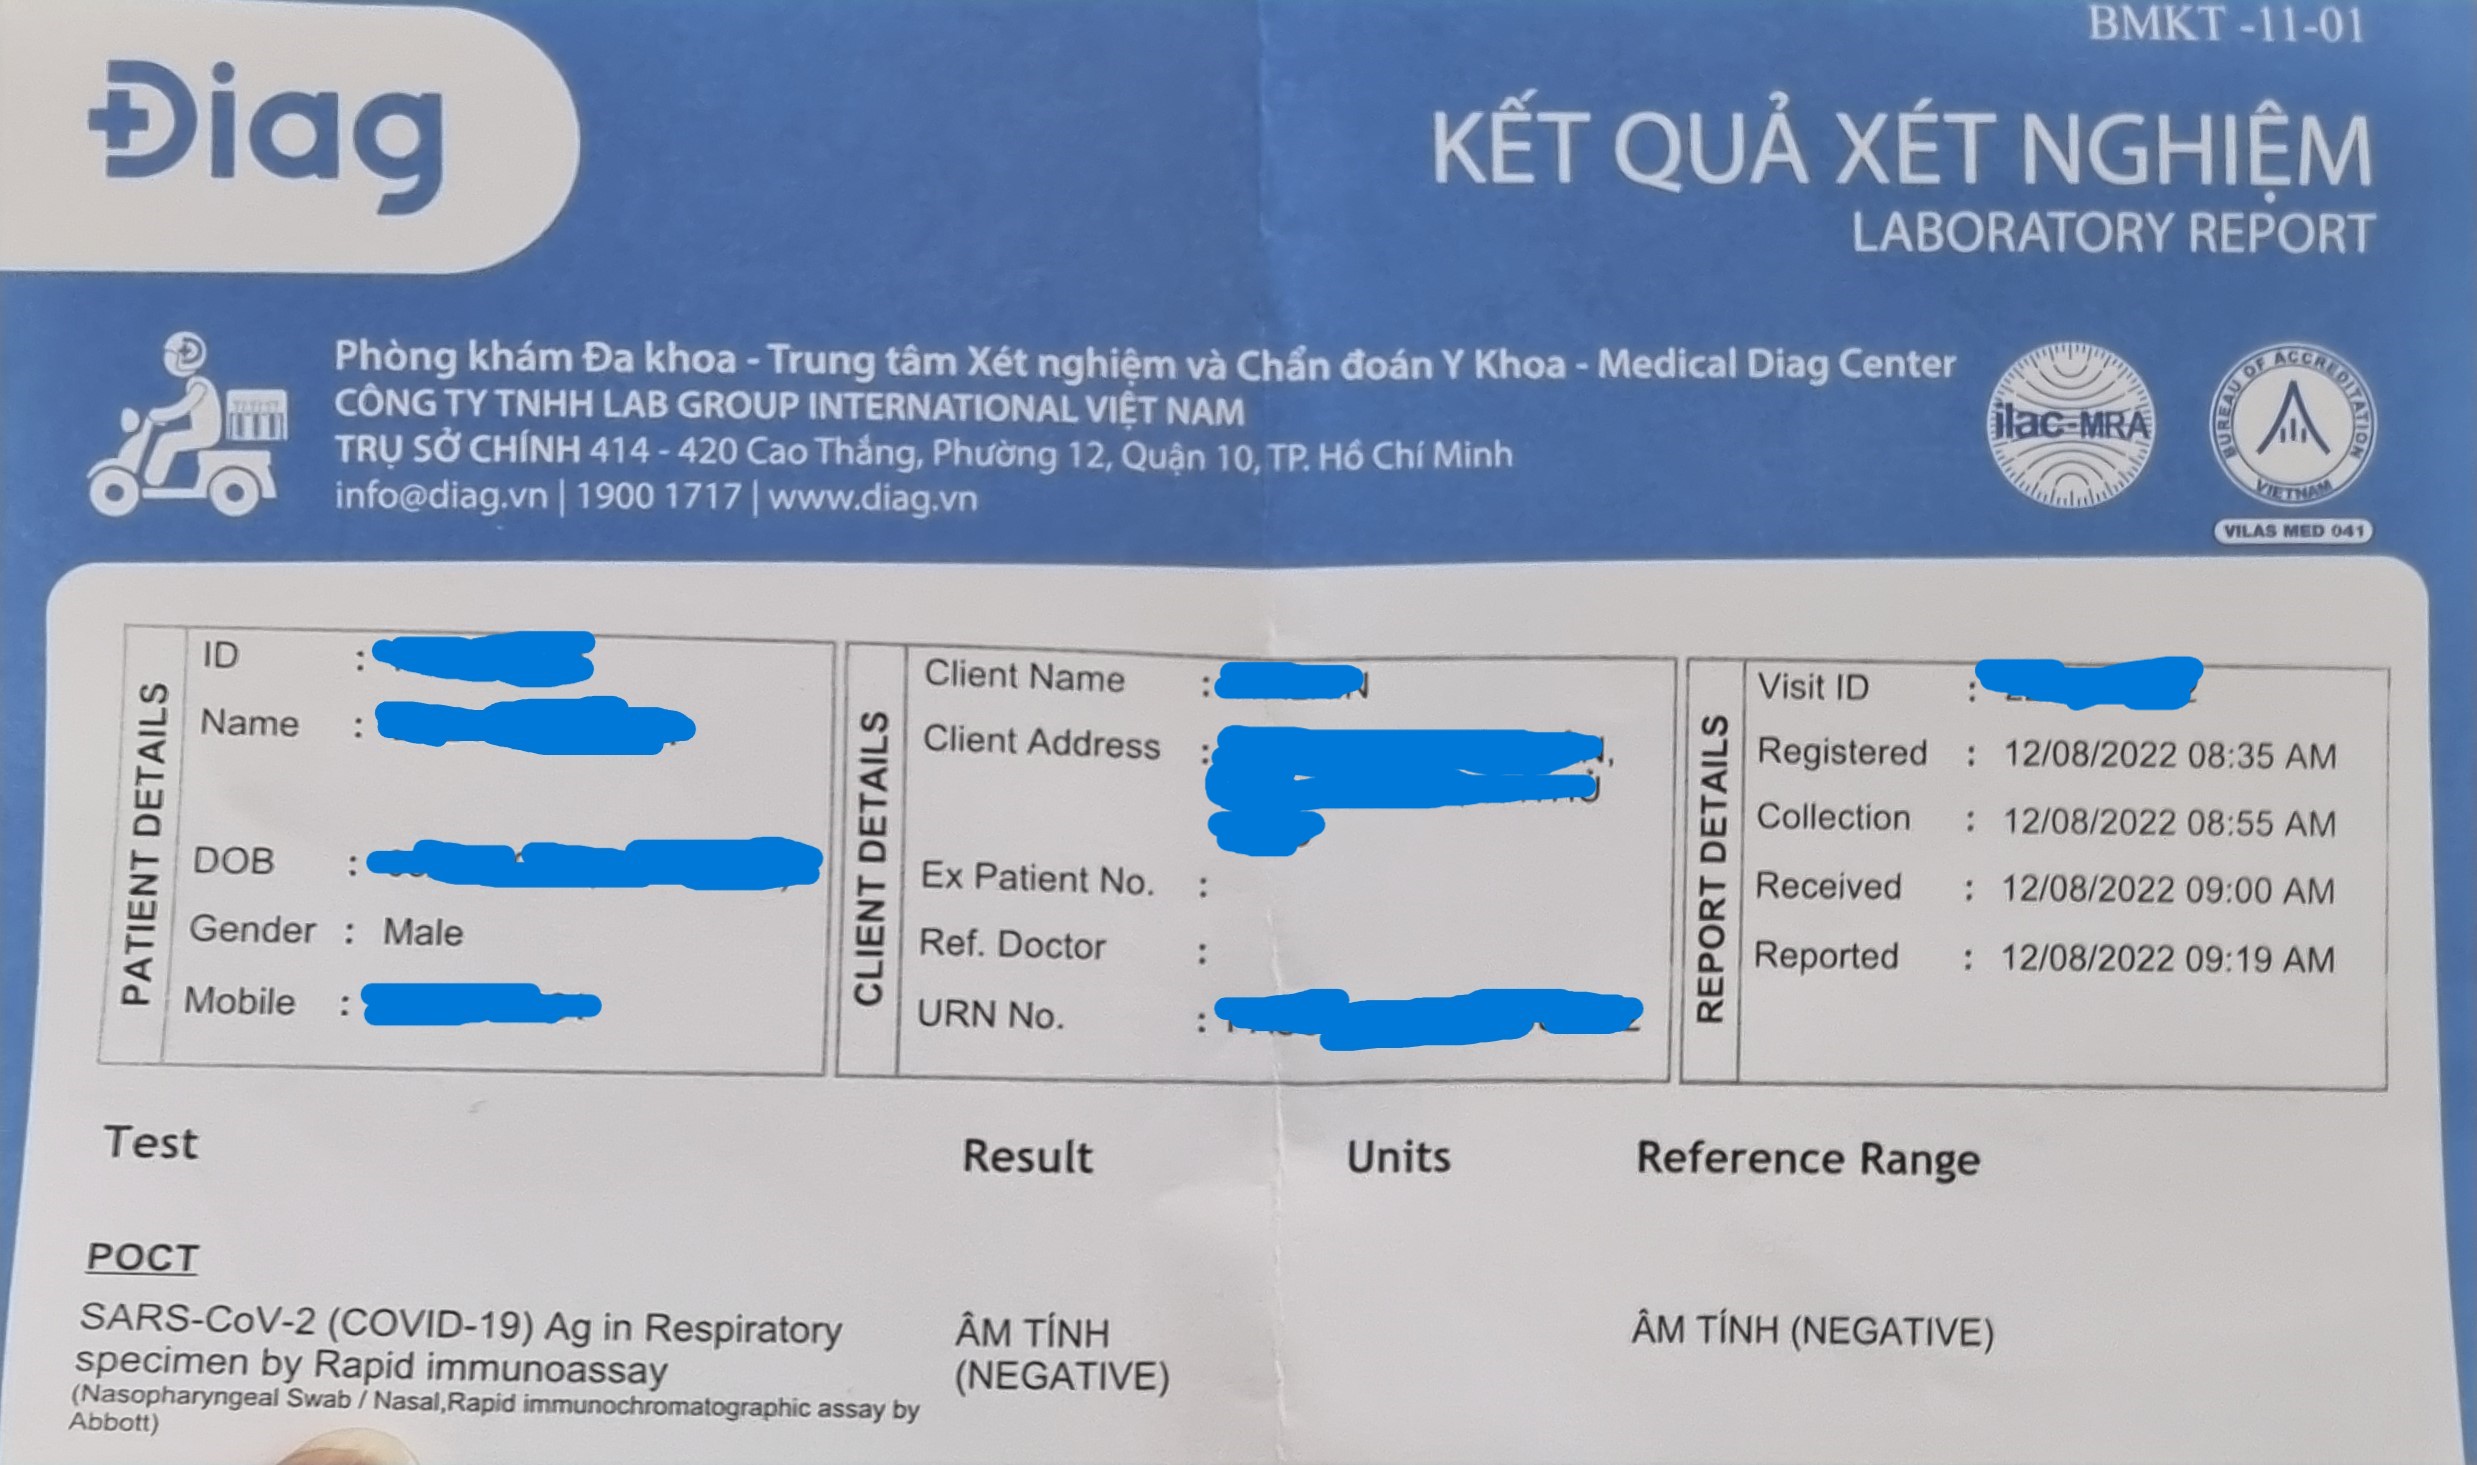 BMKT -11-01
Diag
KẾT QUẢ XÉT NGHIỆM
LABORATORY REPORT
Phòng khám Đa khoa - Trung tâm Xét nghiệm và Chẩn đoán Y Khoa - Medical Diag Center
CÔNG TY TNHH LAB GROUP INTERNATIONAL VIỆT NAM
TRỤ SỞ CHÍNH 414 - 420 Cao Thắng, Phường 12, Quận 10, TP. Hồ Chí Minh
info@diag.vn | 1900 1717 | www.diag.vn
ilac-MRA
BUREAU OF ACCREDITATION
VIETNAM
VILAS MED 041
PATIENT DETAILS
ID :
Name :
DOB :
Gender : Male
Mobile :
CLIENT DETAILS
Client Name :
Client Address :
Ex Patient No. :
Ref. Doctor :
URN No. :
REPORT DETAILS
Visit ID :
Registered : 12/08/2022 08:35 AM
Collection : 12/08/2022 08:55 AM
Received : 12/08/2022 09:00 AM
Reported : 12/08/2022 09:19 AM
Test Result Units Reference Range
POCT
SARS-CoV-2 (COVID-19) Ag in Respiratory ÂM TÍNH ÂM TÍNH (NEGATIVE)
specimen by Rapid immunoassay (NEGATIVE)
(Nasopharyngeal Swab / Nasal,Rapid immunochromatographic assay by
Abbott)